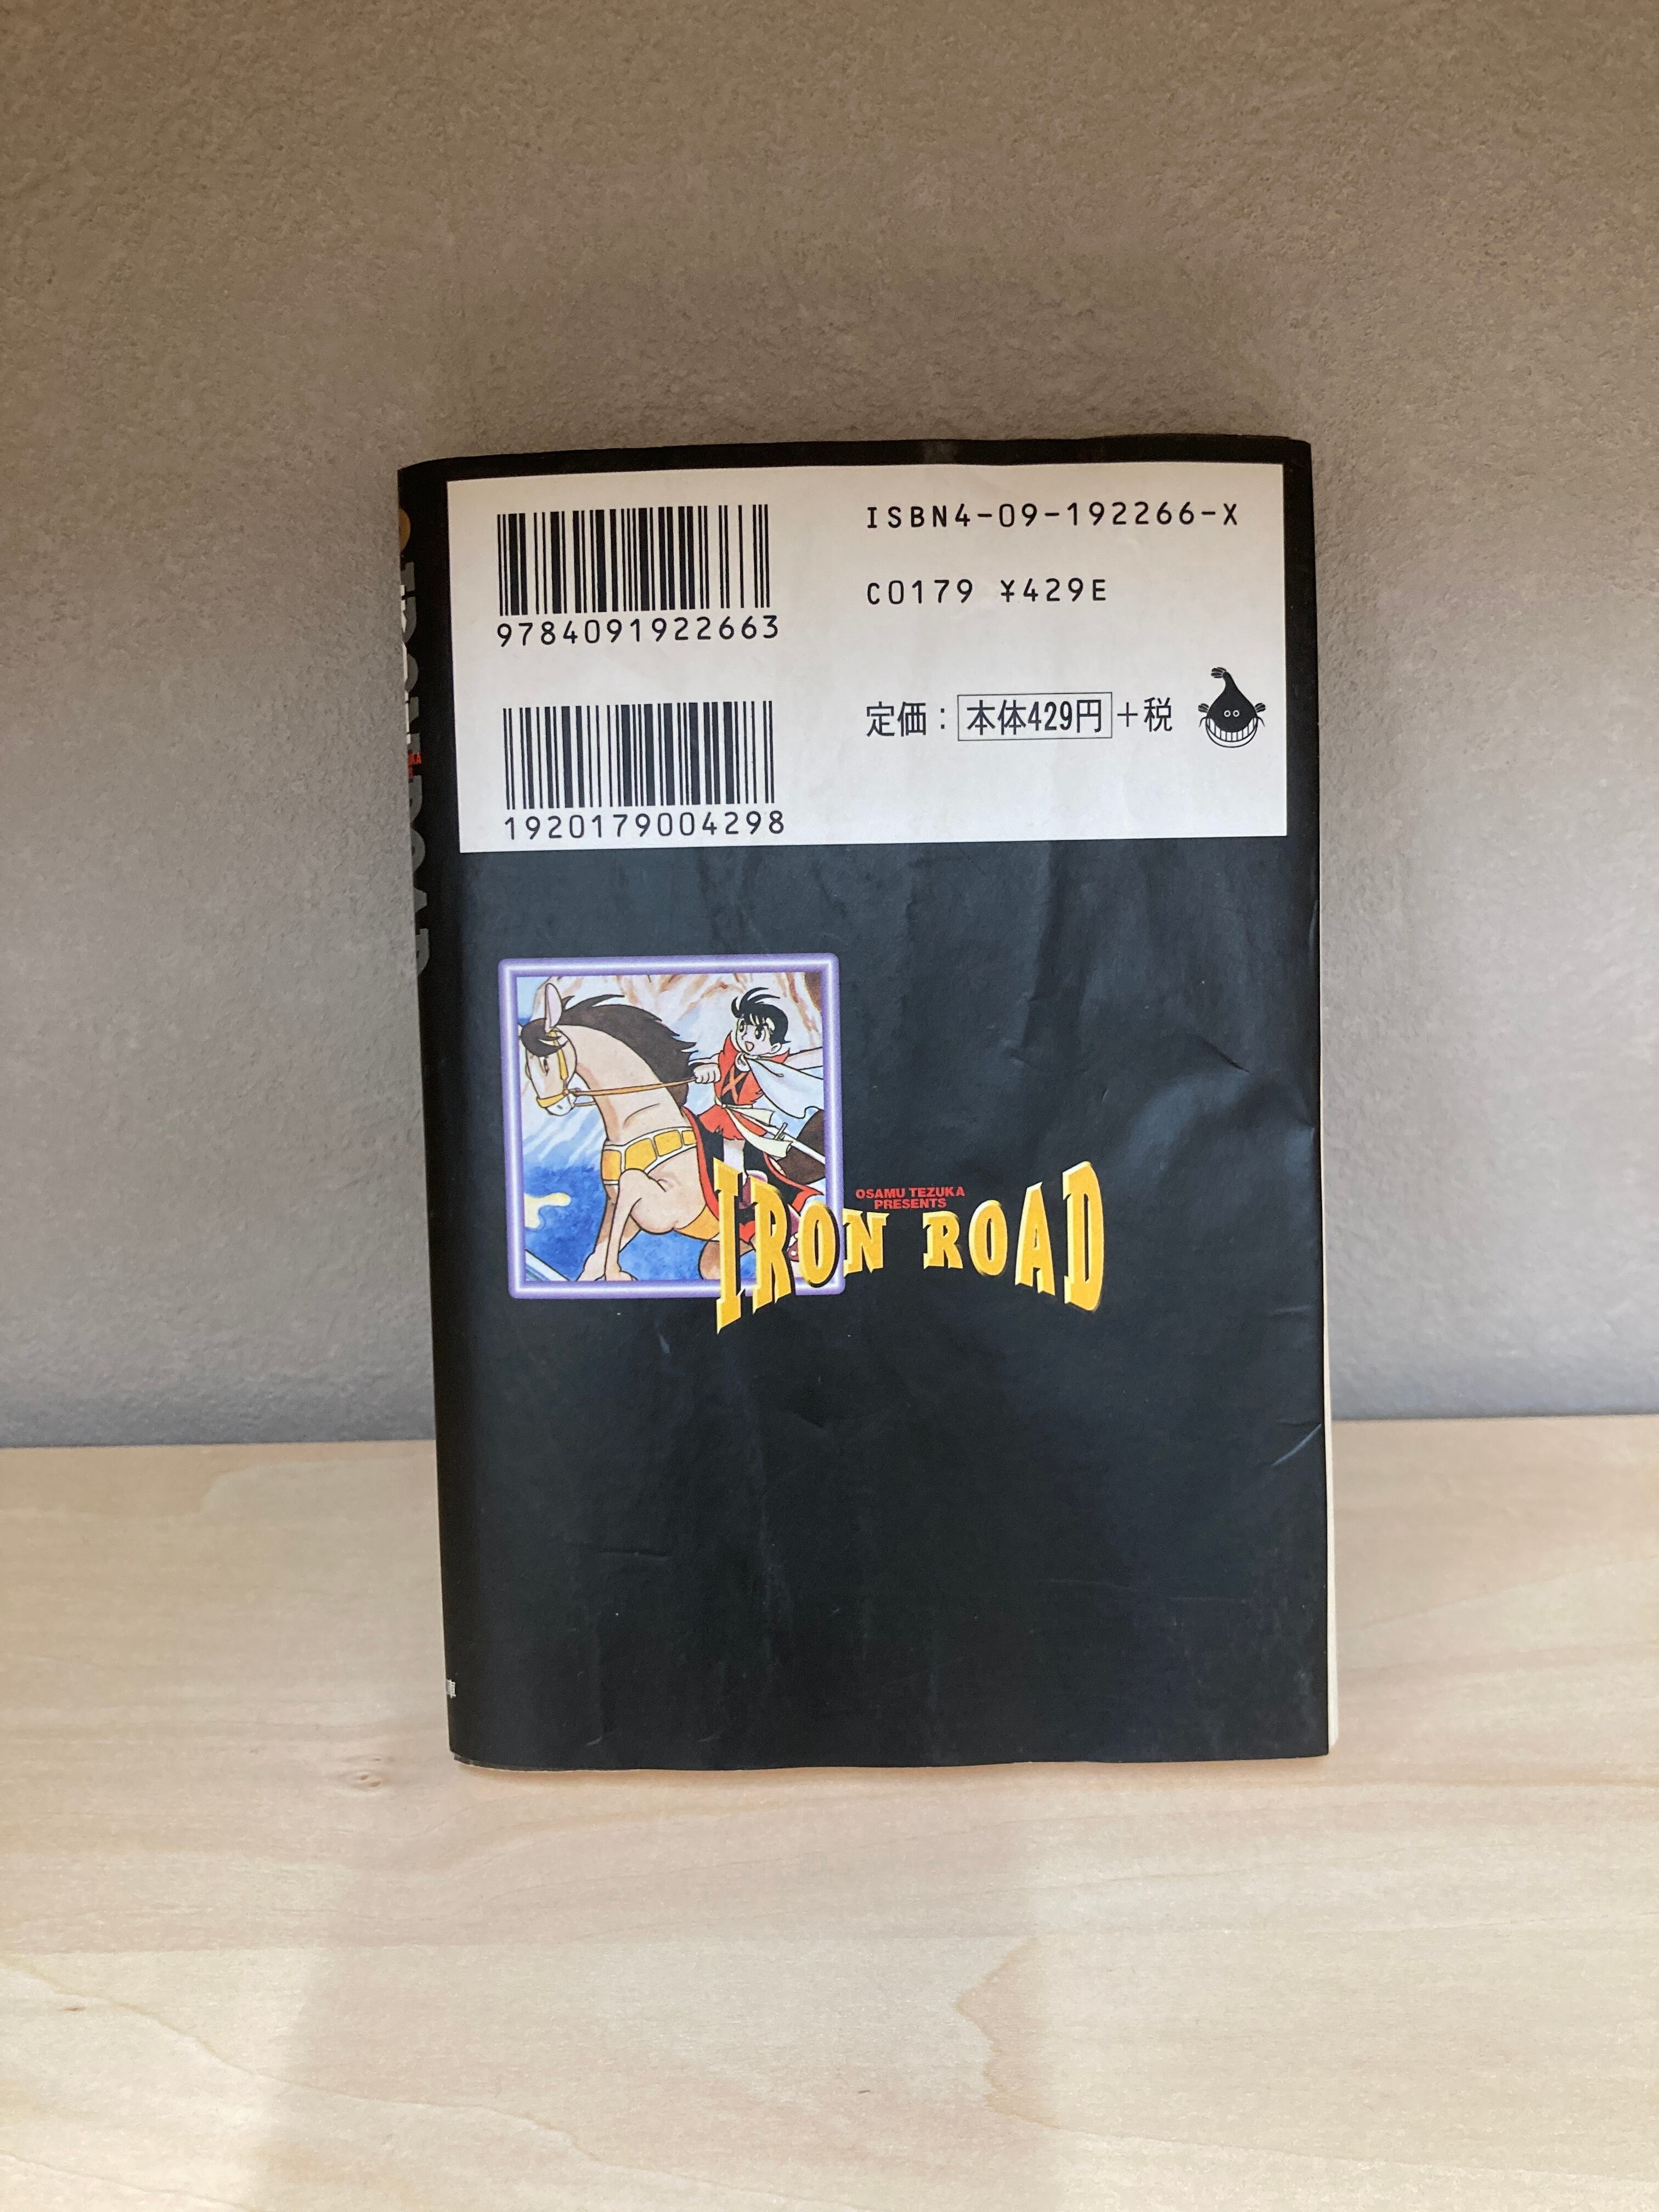 ISBN4-09-192266-X
C0179 ¥429E
9784091922663
定価：本体429円＋税
1920179004298
OSAMU TEZUKA
PRESENTS
IRON ROAD